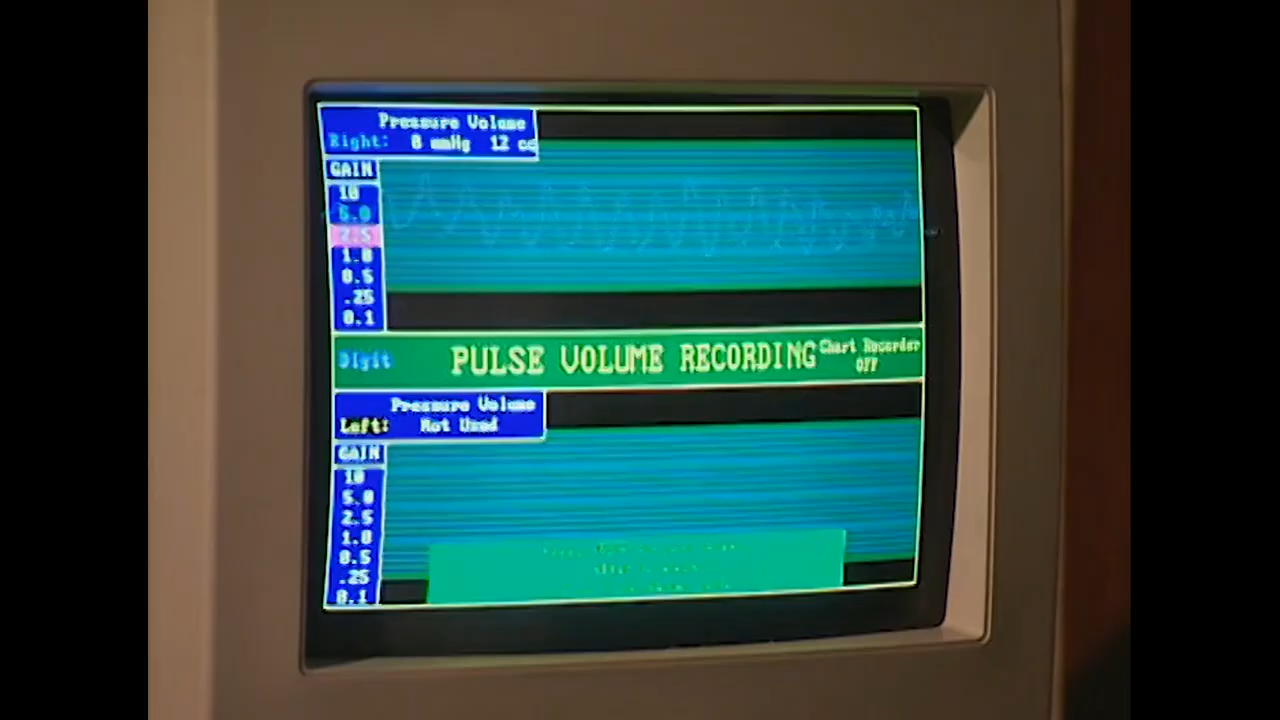 Pressure Volume
Right: 8 mmHg 12 cc
GAIN
10
5.0
2.5
1.0
0.5
.25
0.1
Digit PULSE VOLUME RECORDING Chart Recorder
OFF
Pressure Volume
Left: Not Used
GAIN
10
5.0
2.5
1.0
0.5
.25
0.1